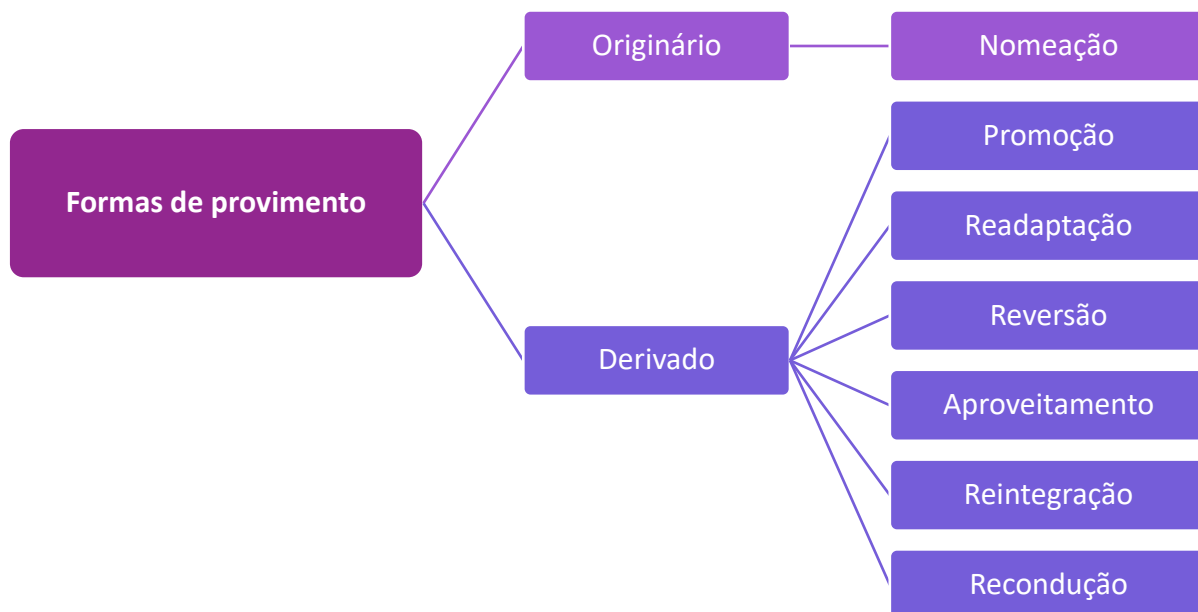 Formas de provimento
Originário
Nomeação
Derivado
Promoção
Readaptação
Reversão
Aproveitamento
Reintegração
Recondução